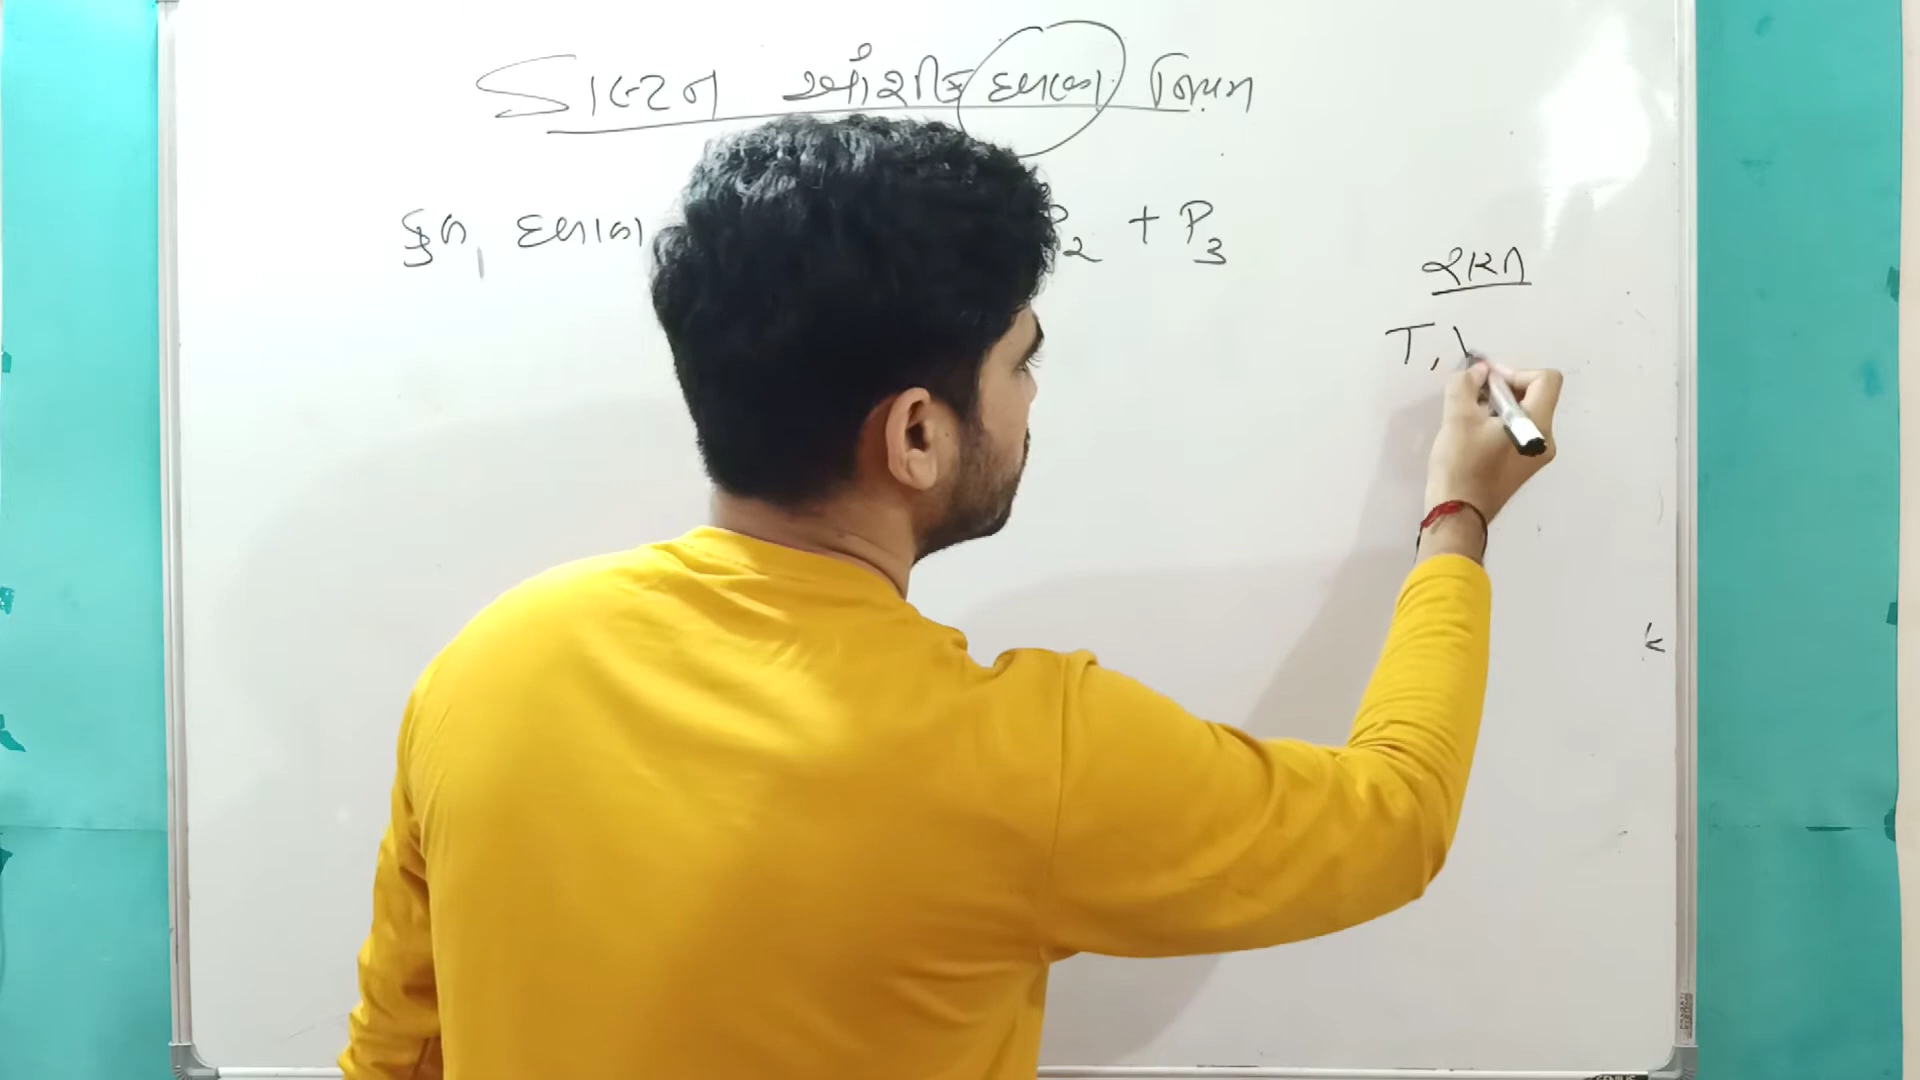 ડાલ્ટન આંશીક દબાણ નિયમ
કુલ, દબાણ P₂ + P₃
શરત
T, V